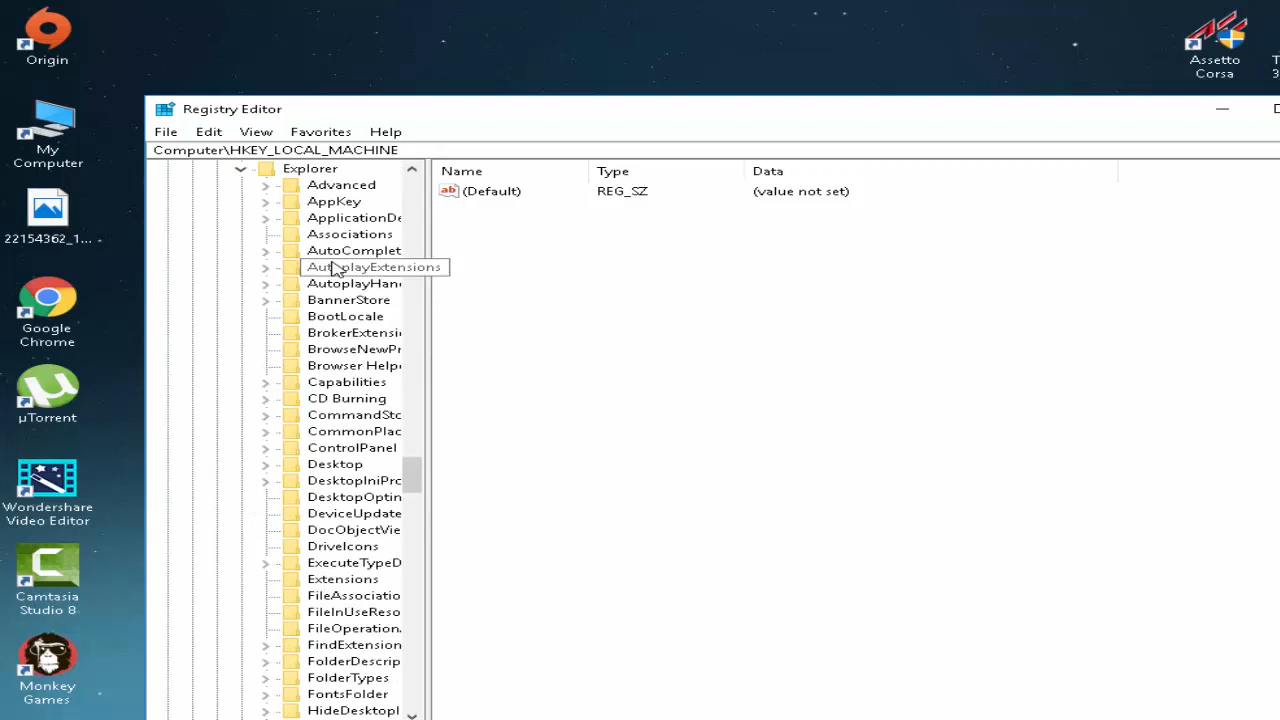 Origin
My
Computer
22154362_1...
Google
Chrome
µTorrent
Wondershare
Video Editor
Camtasia
Studio 8
Monkey
Games
Assetto
Corsa
T
3
Registry Editor
File Edit View Favorites Help
Computer\HKEY_LOCAL_MACHINE
Explorer
Advanced
AppKey
ApplicationDe
Associations
AutoComplet
AutoplayExtensions
AutoplayHan
BannerStore
BootLocale
BrokerExtensi
BrowseNewPr
Browser Helpe
Capabilities
CD Burning
CommandSto
CommonPlac
ControlPanel
Desktop
DesktopIniPro
DesktopOptin
DeviceUpdate
DocObjectVie
DriveIcons
ExecuteTypeD
Extensions
FileAssociatio
FileInUseReso
FileOperation
FindExtension
FolderDescrip
FolderTypes
FontsFolder
HideDesktopI
Name Type Data
ab (Default) REG_SZ (value not set)